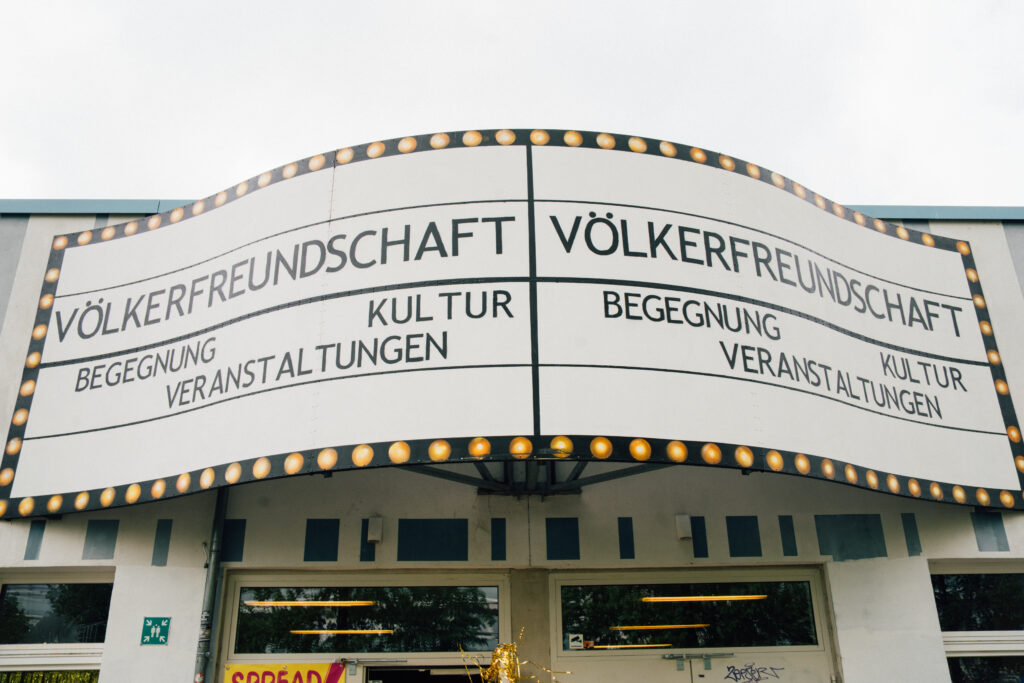 VÖLKERFREUNDSCHAFT
KULTUR
BEGEGNUNG
VERANSTALTUNGEN
VÖLKERFREUNDSCHAFT
BEGEGNUNG
KULTUR
VERANSTALTUNGEN
SPREAD